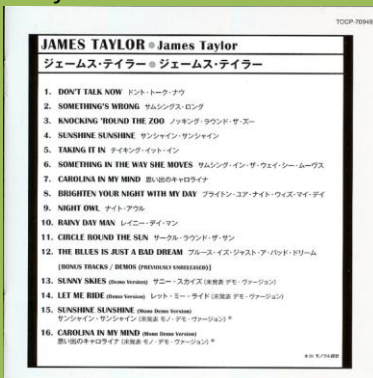 TOCP-70948
JAMES TAYLOR ● James Taylor
ジェームス・テイラー ● ジェームス・テイラー
1. DON'T TALK NOW ドント・トーク・ナウ
2. SOMETHING'S WRONG サムシングス・ロング
3. KNOCKING 'ROUND THE ZOO ノッキング・ラウンド・ザ・ズー
4. SUNSHINE SUNSHINE サンシャイン・サンシャイン
5. TAKING IT IN テイキング・イット・イン
6. SOMETHING IN THE WAY SHE MOVES サムシング・イン・ザ・ウェイ・シー・ムーヴス
7. CAROLINA IN MY MIND 思い出のキャロライナ
8. BRIGHTEN YOUR NIGHT WITH MY DAY ブライトン・ユア・ナイト・ウィズ・マイ・デイ
9. NIGHT OWL ナイト・アウル
10. RAINY DAY MAN レイニー・デイ・マン
11. CIRCLE ROUND THE SUN サークル・ラウンド・ザ・サン
12. THE BLUES IS JUST A BAD DREAM ブルース・イズ・ジャスト・ア・バッド・ドリーム
[BONUS TRACKS / DEMOS (PREVIOUSLY UNRELEASED)]
13. SUNNY SKIES (Demo Version) サニー・スカイズ (未発表 デモ・ヴァージョン)
14. LET ME RIDE (Demo Version) レット・ミー・ライド (未発表 デモ・ヴァージョン)
15. SUNSHINE SUNSHINE (Mono Demo Version)
サンシャイン・サンシャイン (未発表 モノ・デモ・ヴァージョン) *
16. CAROLINA IN MY MIND (Mono Demo Version)
思い出のキャロライナ (未発表 モノ・デモ・ヴァージョン) *
モノラル録音